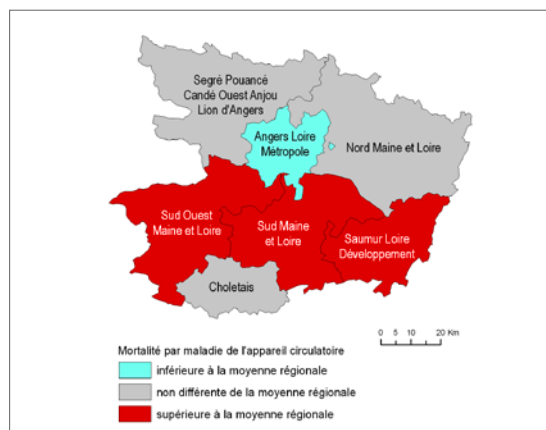 Segré Pouancé
Candé Ouest Anjou
Lion d'Angers
Angers Loire
Métropole
Nord Maine et Loire
Sud Ouest
Maine et Loire
Sud Maine
et Loire
Saumur Loire
Développement
Choletais
0 5 10 20 Km
Mortalité par maladie de l'appareil circulatoire
inférieure à la moyenne régionale
non différente de la moyenne régionale
supérieure à la moyenne régionale